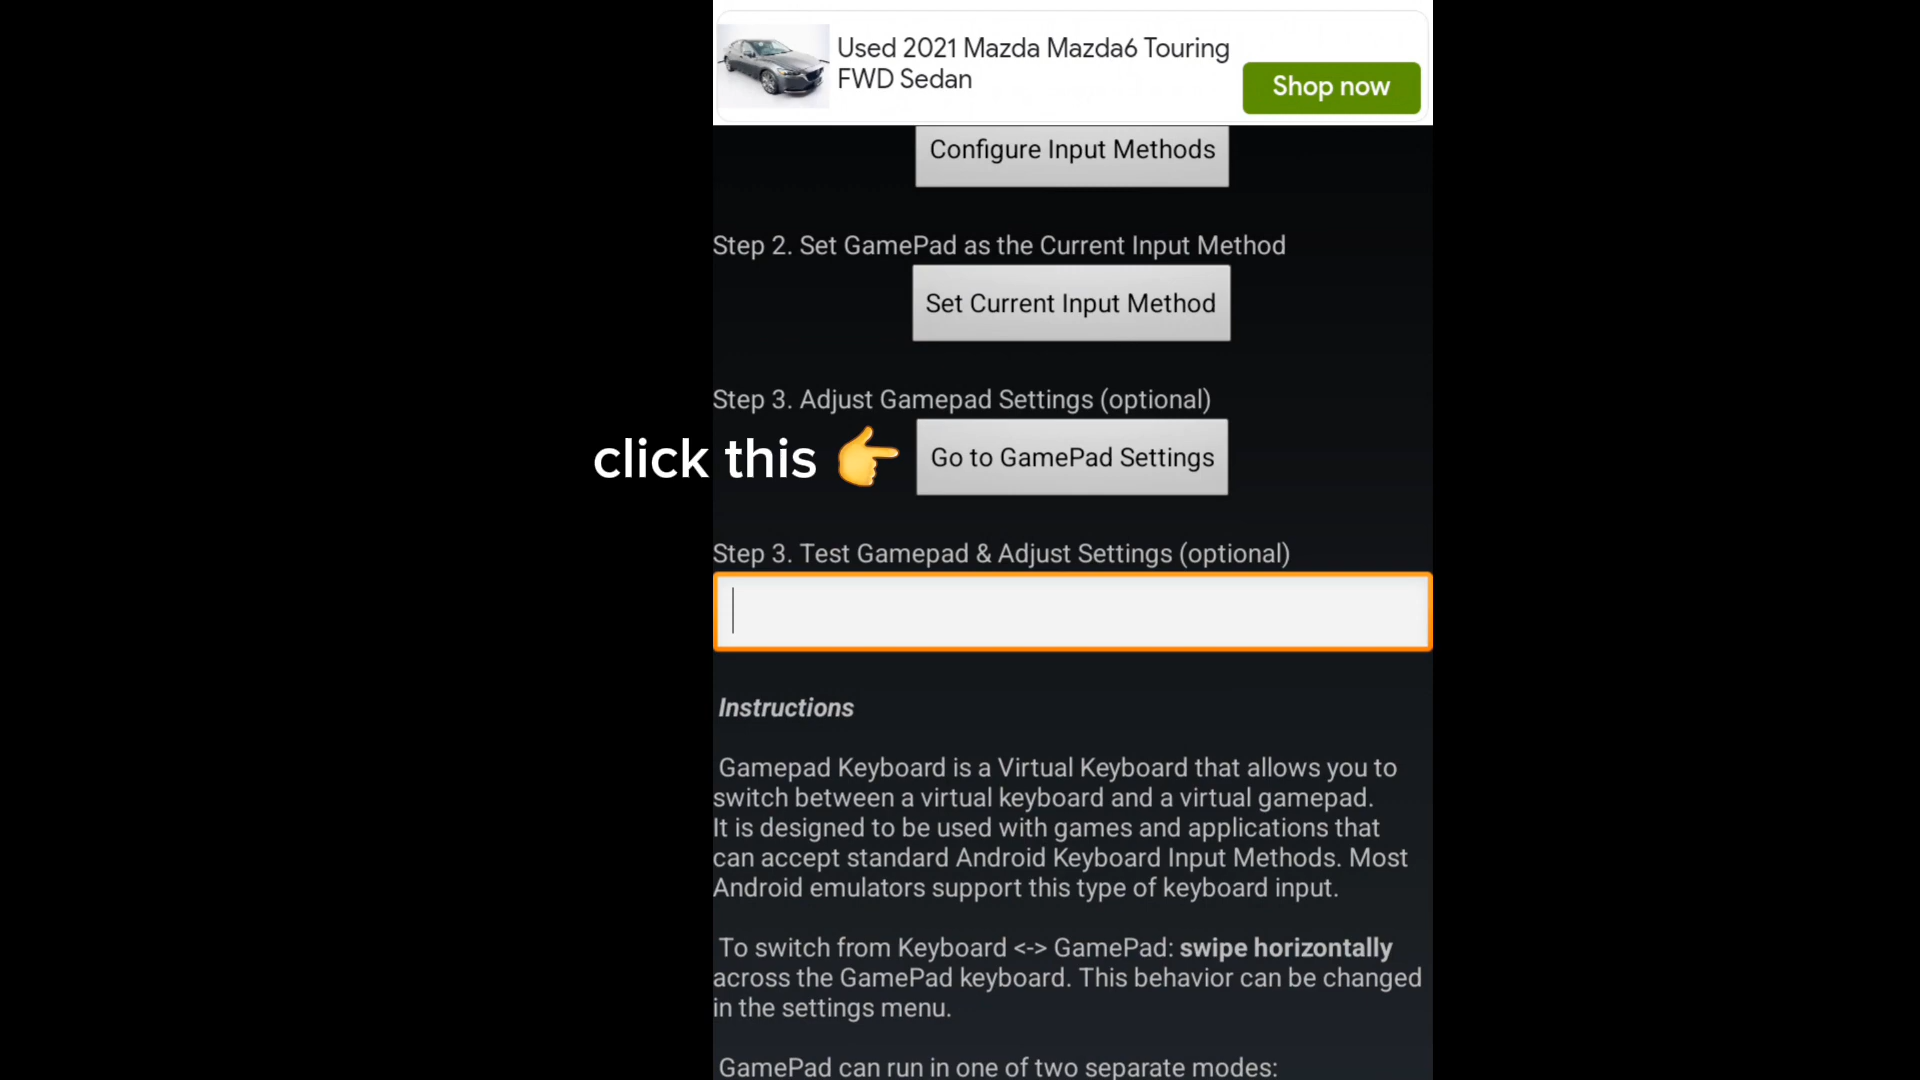 Used 2021 Mazda Mazda6 Touring
FWD Sedan
Shop now
Configure Input Methods
Step 2. Set GamePad as the Current Input Method
Set Current Input Method
Step 3. Adjust Gamepad Settings (optional)
click this 👉 Go to GamePad Settings
Step 3. Test Gamepad & Adjust Settings (optional)
Instructions
Gamepad Keyboard is a Virtual Keyboard that allows you to
switch between a virtual keyboard and a virtual gamepad.
It is designed to be used with games and applications that
can accept standard Android Keyboard Input Methods. Most
Android emulators support this type of keyboard input.
To switch from Keyboard <-> GamePad: swipe horizontally
across the GamePad keyboard. This behavior can be changed
in the settings menu.
GamePad can run in one of two separate modes: